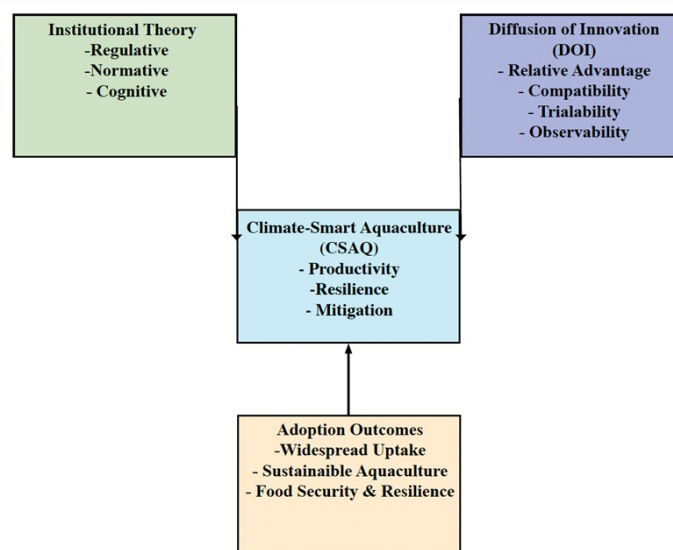 Institutional Theory
-Regulative
-Normative
- Cognitive
Diffusion of Innovation
(DOI)
- Relative Advantage
- Compatibility
- Trialability
- Observability
Climate-Smart Aquaculture
(CSAQ)
- Productivity
-Resilience
- Mitigation
Adoption Outcomes
-Widespread Uptake
- Sustainaible Aquaculture
- Food Security & Resilience